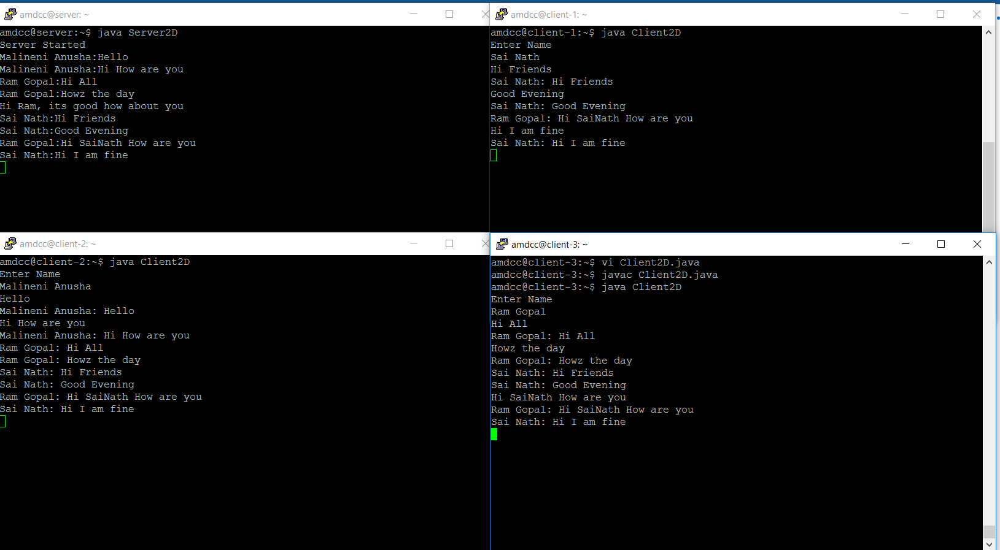 amdcc@server: ~
amdcc@server:~$ java Server2D
Server Started
Malineni Anusha:Hello
Malineni Anusha:Hi How are you
Ram Gopal:Hi All
Ram Gopal:Howz the day
Hi Ram, its good how about you
Sai Nath:Hi Friends
Sai Nath:Good Evening
Ram Gopal:Hi SaiNath How are you
Sai Nath:Hi I am fine
amdcc@client-1: ~
amdcc@client-1:~$ java Client2D
Enter Name
Sai Nath
Hi Friends
Sai Nath: Hi Friends
Good Evening
Sai Nath: Good Evening
Ram Gopal: Hi SaiNath How are you
Hi I am fine
Sai Nath: Hi I am fine
amdcc@client-2: ~
amdcc@client-2:~$ java Client2D
Enter Name
Malineni Anusha
Hello
Malineni Anusha: Hello
Hi How are you
Malineni Anusha: Hi How are you
Ram Gopal: Hi All
Ram Gopal: Howz the day
Sai Nath: Hi Friends
Sai Nath: Good Evening
Ram Gopal: Hi SaiNath How are you
Sai Nath: Hi I am fine
amdcc@client-3: ~
amdcc@client-3:~$ vi Client2D.java
amdcc@client-3:~$ javac Client2D.java
amdcc@client-3:~$ java Client2D
Enter Name
Ram Gopal
Hi All
Ram Gopal: Hi All
Howz the day
Ram Gopal: Howz the day
Sai Nath: Hi Friends
Sai Nath: Good Evening
Hi SaiNath How are you
Ram Gopal: Hi SaiNath How are you
Sai Nath: Hi I am fine